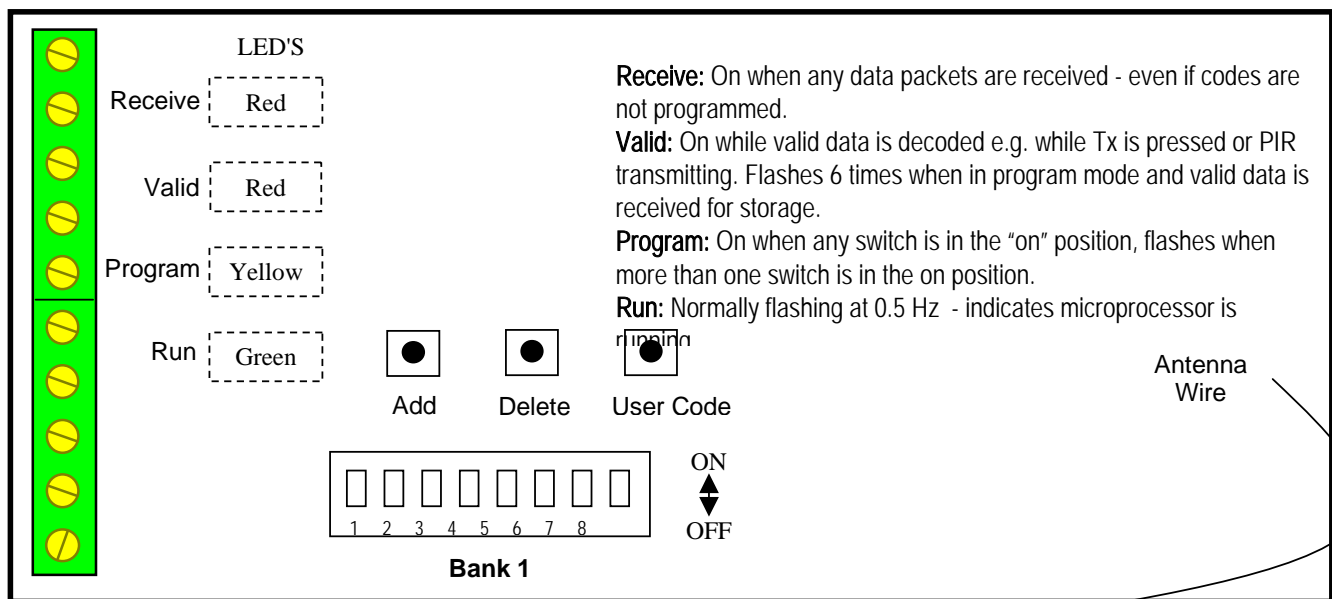 LED'S
Receive Red
Valid Red
Program Yellow
Run Green
Receive: On when any data packets are received - even if codes are
not programmed.
Valid: On while valid data is decoded e.g. while Tx is pressed or PIR
transmitting. Flashes 6 times when in program mode and valid data is
received for storage.
Program: On when any switch is in the “on” position, flashes when
more than one switch is in the on position.
Run: Normally flashing at 0.5 Hz - indicates microprocessor is
running
Add Delete User Code
Antenna
Wire
1 2 3 4 5 6 7 8
ON
OFF
Bank 1